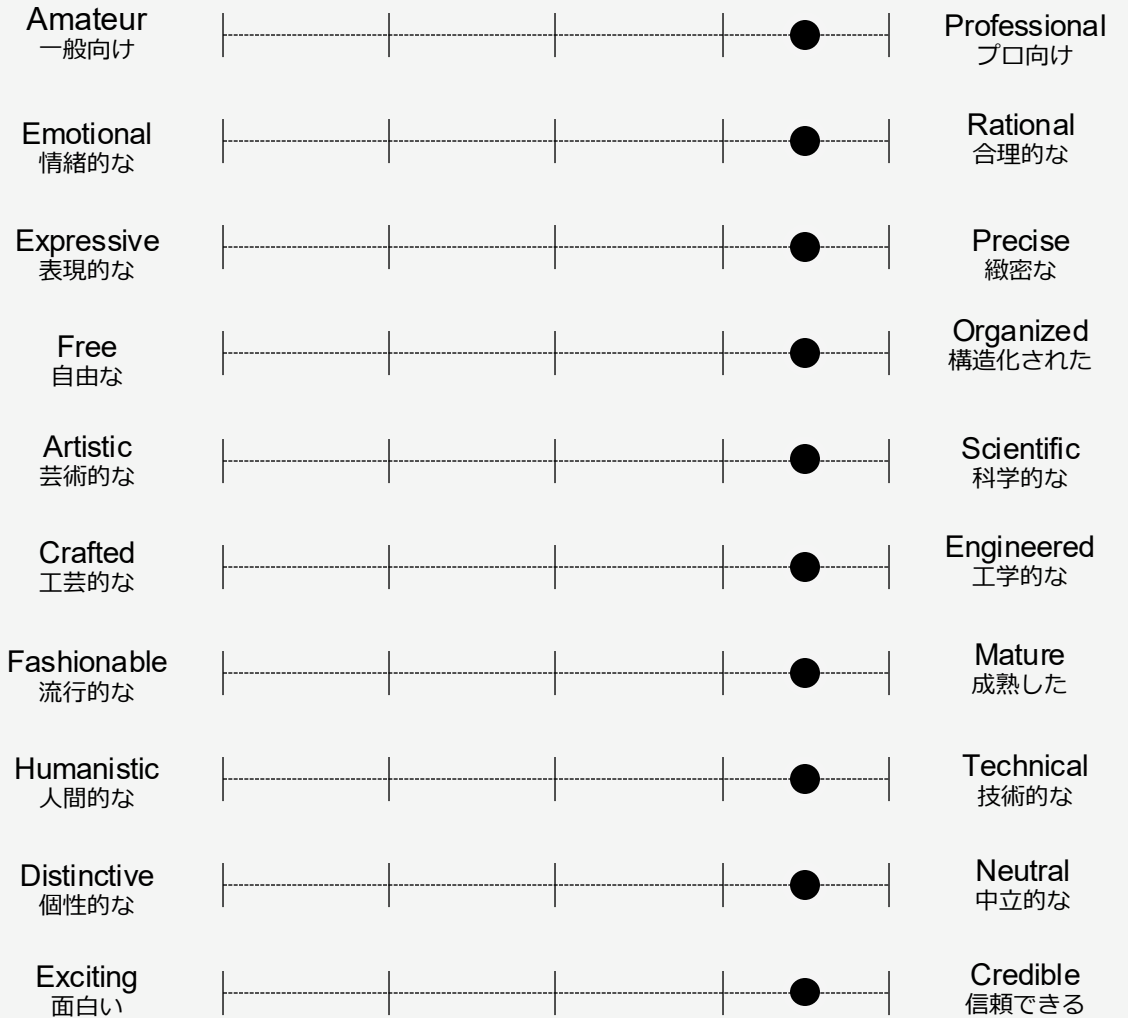 Amateur
一般向け
Professional
プロ向け
Emotional
情緒的な
Rational
合理的な
Expressive
表現的な
Precise
緻密な
Free
自由な
Organized
構造化された
Artistic
芸術的な
Scientific
科学的な
Crafted
工芸的な
Engineered
工学的な
Fashionable
流行的な
Mature
成熟した
Humanistic
人間的な
Technical
技術的な
Distinctive
個性的な
Neutral
中立的な
Exciting
面白い
Credible
信頼できる